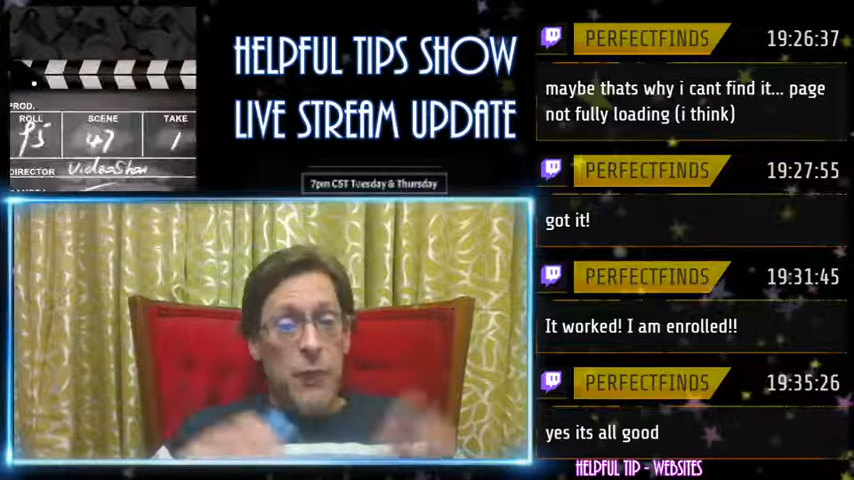 PROD.
ROLL
SCENE
TAKE
47
1
DIRECTOR
HELPFUL TIPS SHOW
LIVE STREAM UPDATE
7pm CST Tuesday & Thursday
PERFECTFINDS 19:26:37
maybe thats why i cant find it... page
not fully loading (i think)
PERFECTFINDS 19:27:55
got it!
PERFECTFINDS 19:31:45
It worked! I am enrolled!!
PERFECTFINDS 19:35:26
yes its all good
HELPFUL TIP - WEBSITES